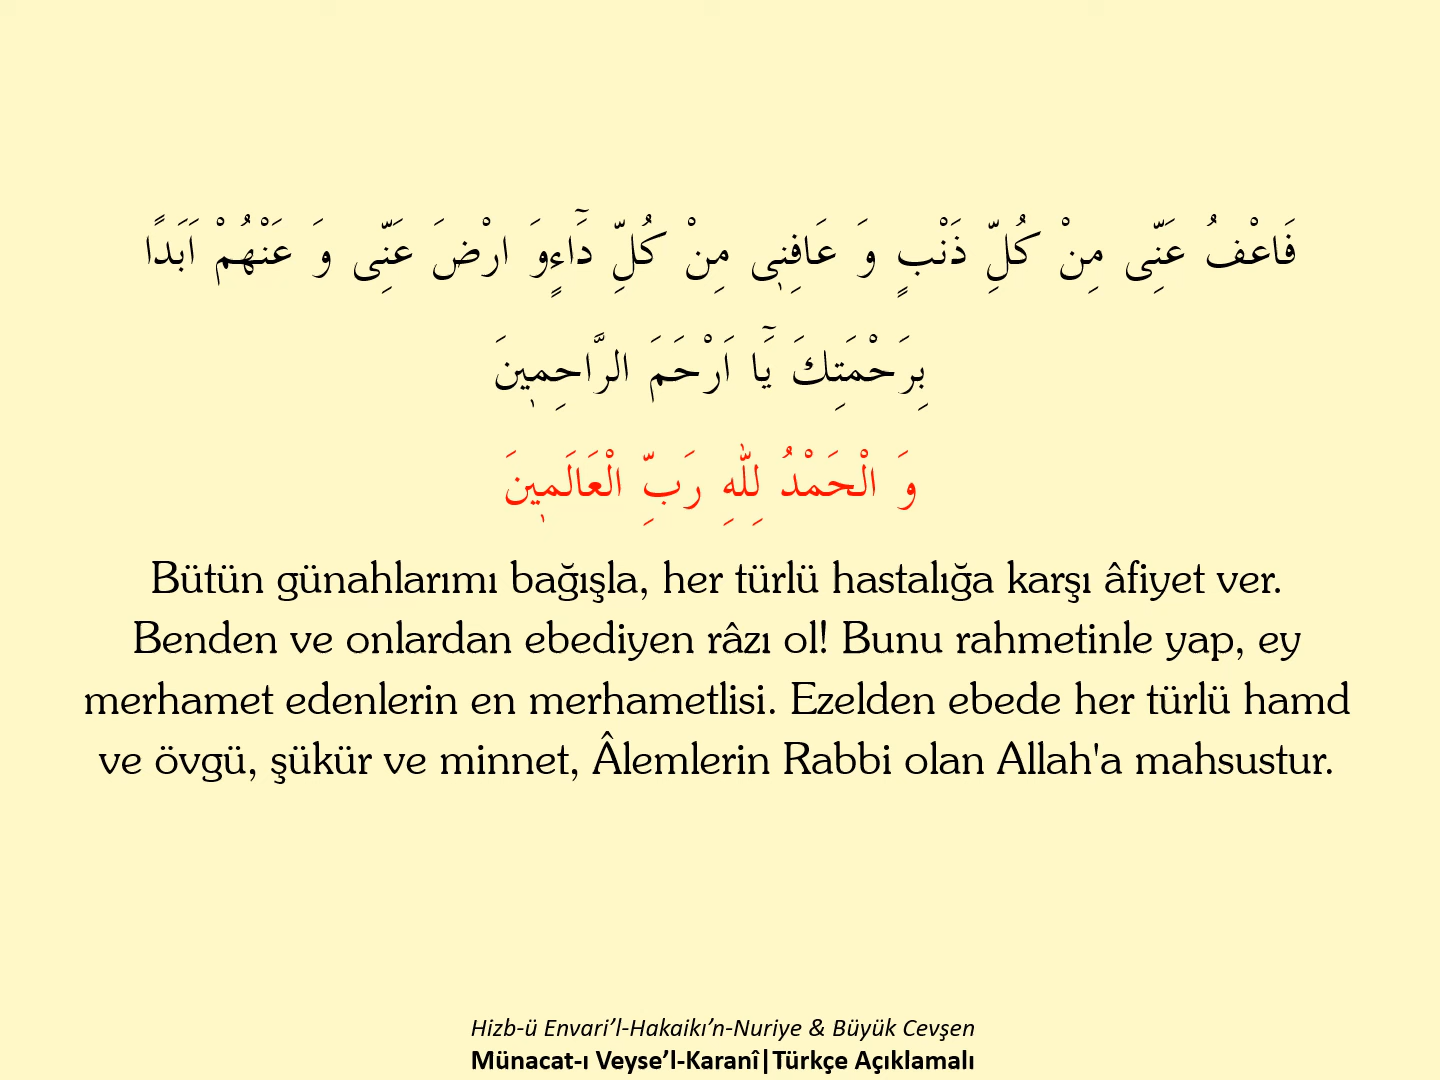 فَاعْفُ عَنِّى مِنْ كُلِّ ذَنْبٍ وَ عَافِنٖى مِنْ كُلِّ دَٓاءٍوَ ارْضَ عَنِّى وَ عَنْهُمْ اَبَدًا
بِرَحْمَتِكَ يَٓا اَرْحَمَ الرَّاحِمٖينَ
وَ الْحَمْدُ لِلّٰهِ رَبِّ الْعَالَمٖينَ
Bütün günahlarımı bağışla, her türlü hastalığa karşı âfiyet ver.
Benden ve onlardan ebediyen râzı ol! Bunu rahmetinle yap, ey
merhamet edenlerin en merhametlisi. Ezelden ebede her türlü hamd
ve övgü, şükür ve minnet, Âlemlerin Rabbi olan Allah'a mahsustur.
Hizb-ü Envari’l-Hakaikı’n-Nuriye & Büyük Cevşen
Münacat-ı Veyse’l-Karanî|Türkçe Açıklamalı